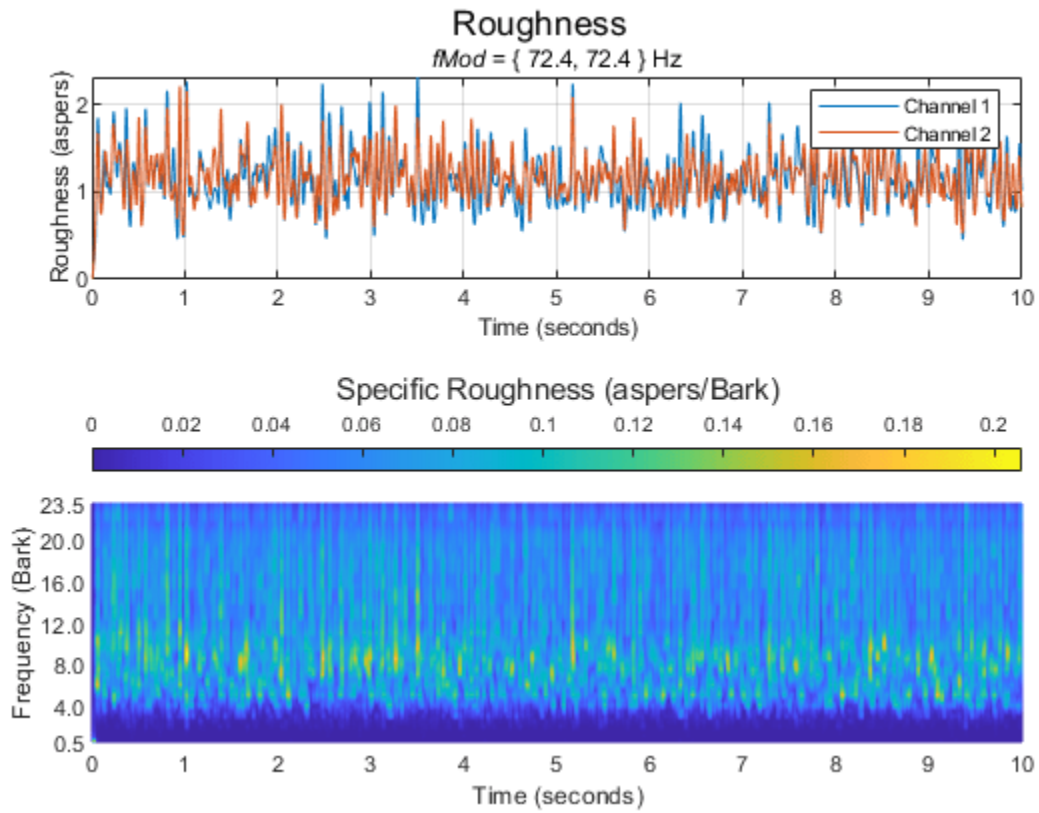 Roughness
fMod = { 72.4, 72.4 } Hz
Roughness (aspers)
2
1
0
Channel 1
Channel 2
0 1 2 3 4 5 6 7 8 9 10
Time (seconds)
Specific Roughness (aspers/Bark)
0 0.02 0.04 0.06 0.08 0.1 0.12 0.14 0.16 0.18 0.2
Frequency (Bark)
23.5
20.0
16.0
12.0
8.0
4.0
0.5
0 1 2 3 4 5 6 7 8 9 10
Time (seconds)